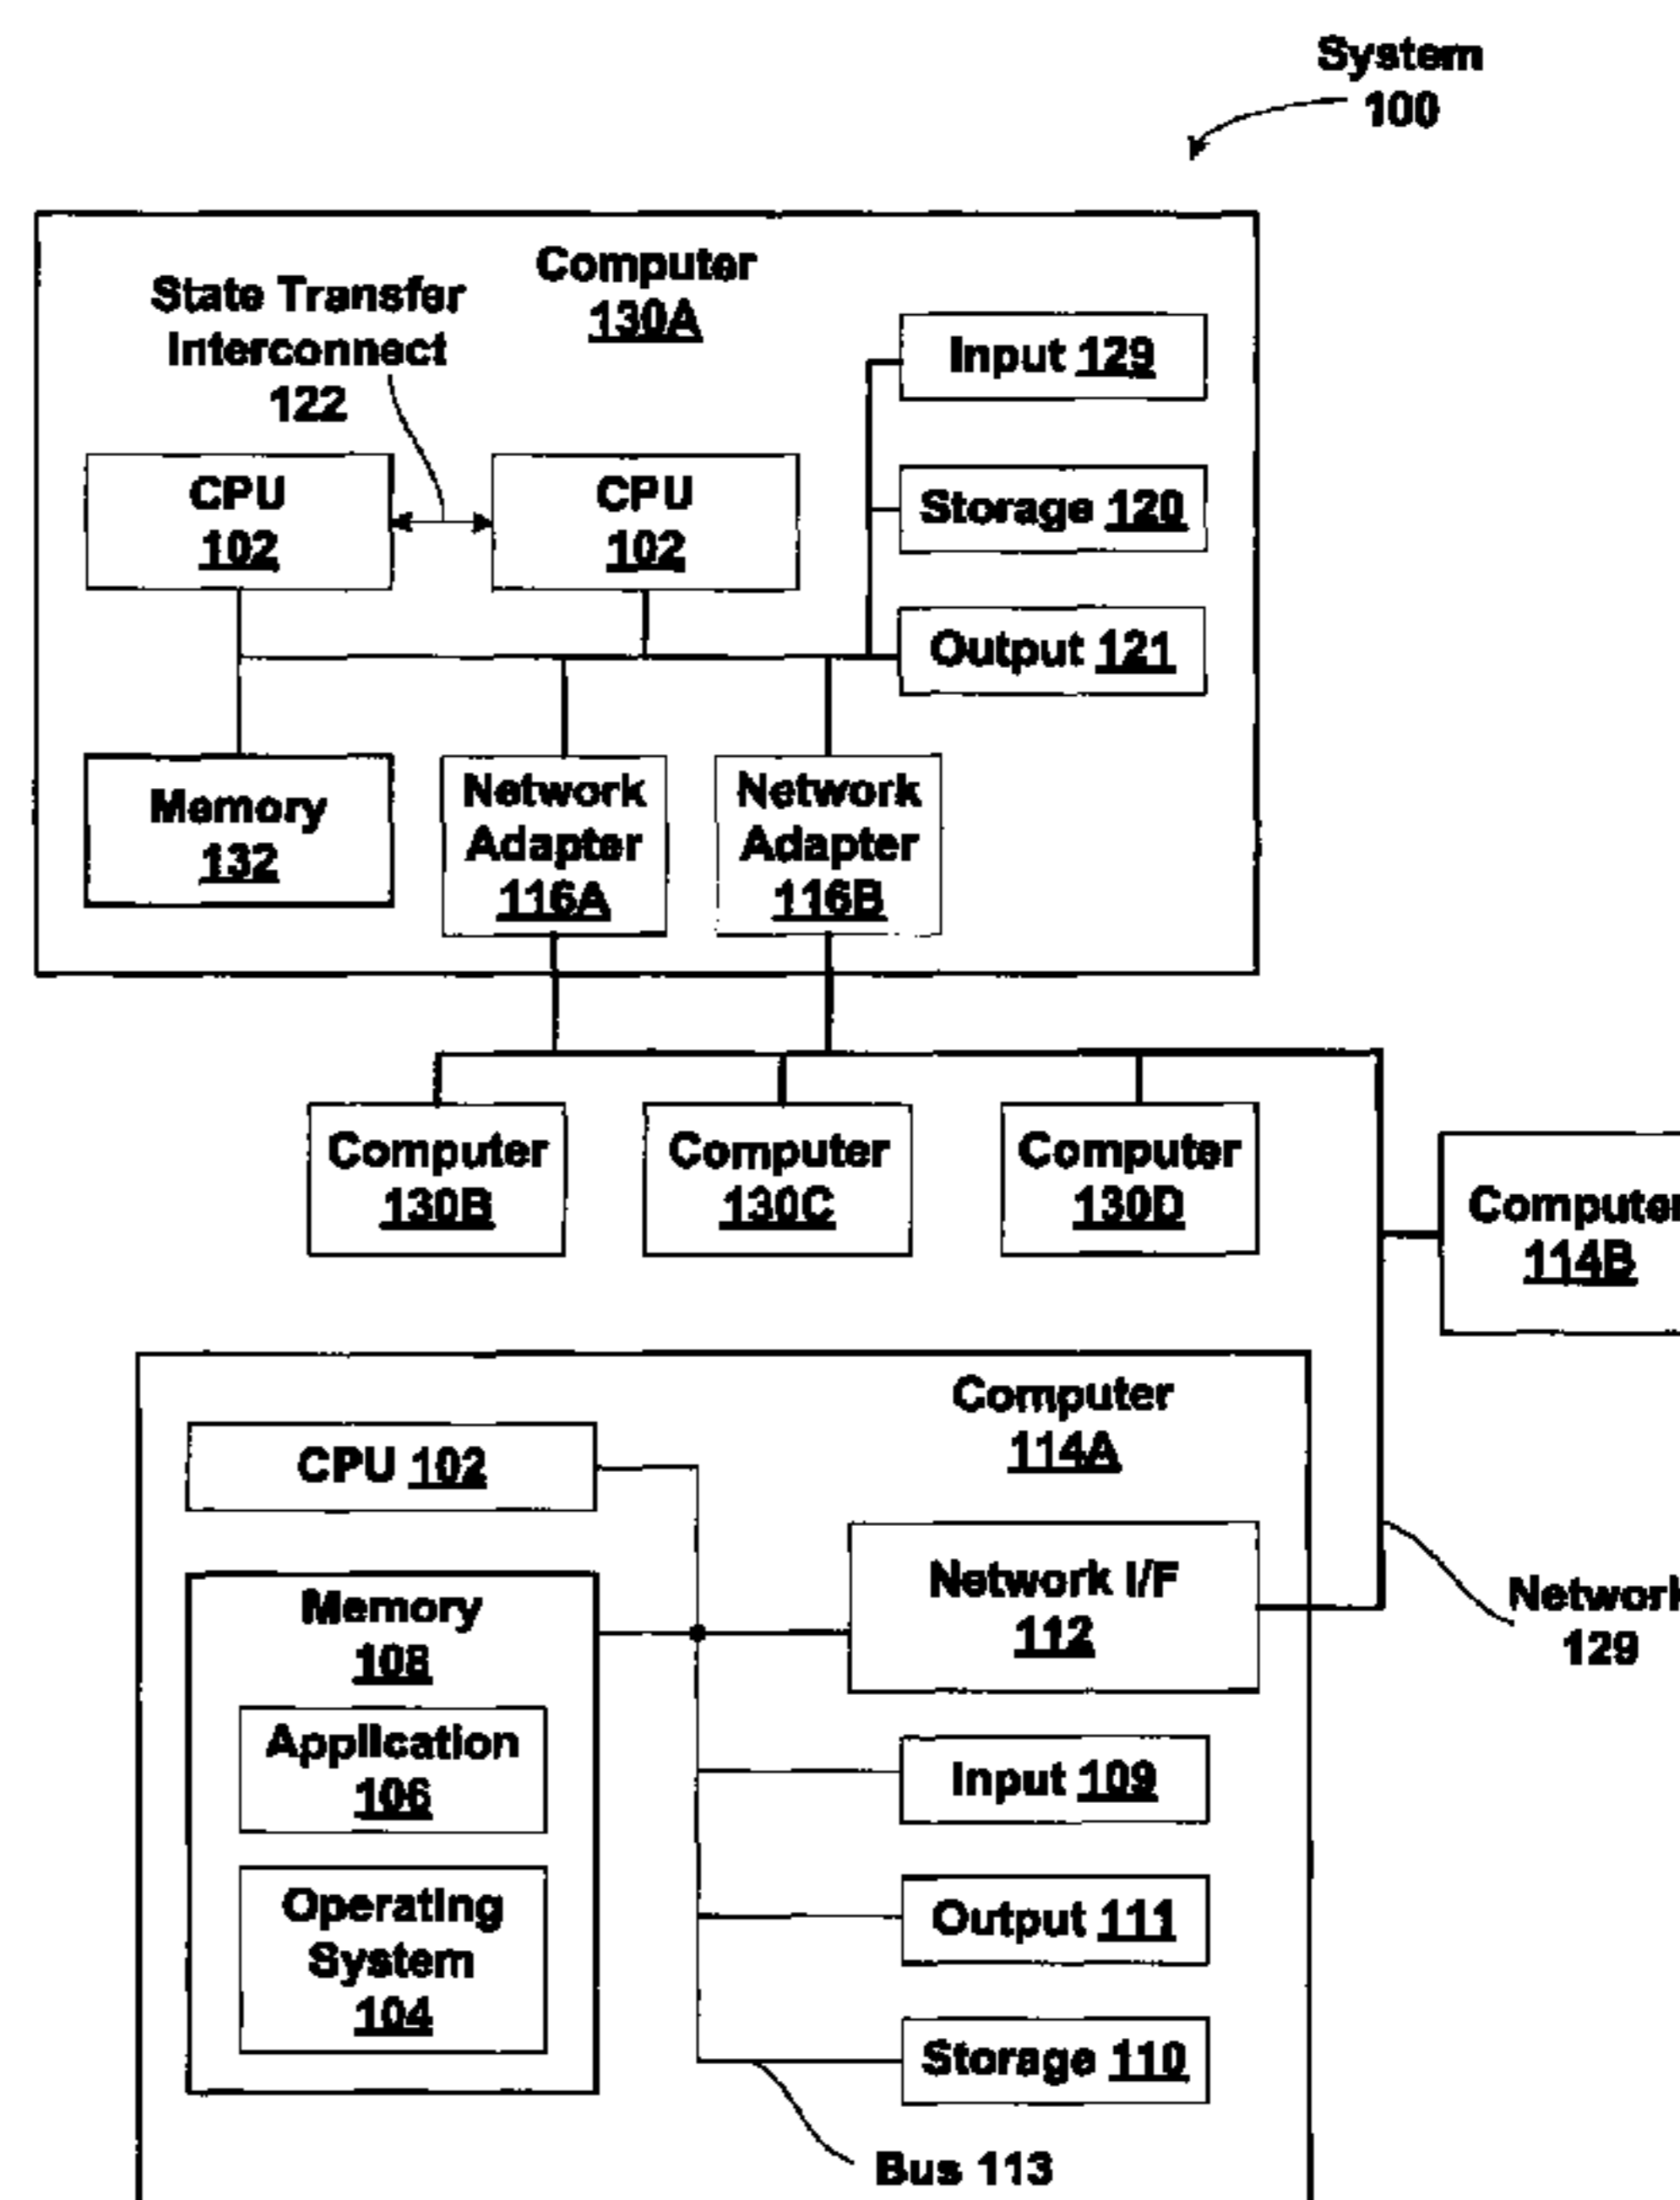 System
100
Computer
130A
State Transfer
Interconnect
122
Input 129
CPU
102
CPU
102
Storage 120
Output 121
Memory
132
Network
Adapter
116A
Network
Adapter
116B
Computer
130B
Computer
130C
Computer
130D
Computer
114B
Computer
114A
CPU 102
Network I/F
112
Network
129
Memory
108
Application
106
Operating
System
104
Input 109
Output 111
Storage 110
Bus 113